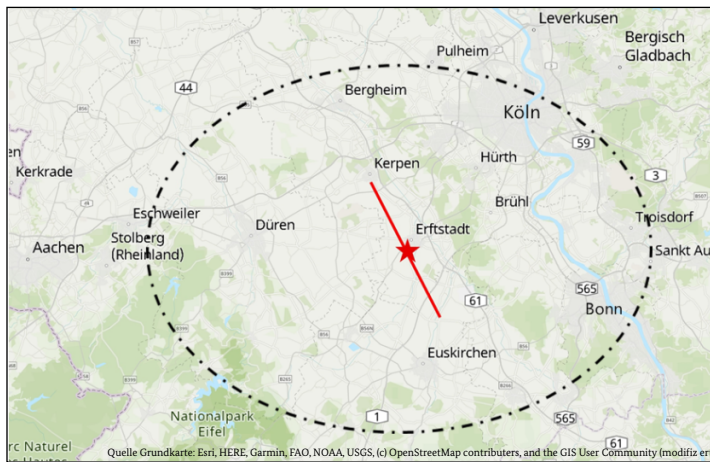 Leverkusen
Bergisch
Gladbach
Pulheim
44
Bergheim
Köln
59
en
Kerkrade
Kerpen
Hürth
3
Eschweiler
Düren
Brühl
Troisdorf
Stolberg
(Rheinland)
Erftstadt
Aachen
Sankt Au
61
565
Bonn
Euskirchen
Nationalpark
Eifel
1
565
61
rc Naturel
Quelle Grundkarte: Esri, HERE, Garmin, FAO, NOAA, USGS, (c) OpenStreetMap contributers, and the GIS User Community (modifiz er